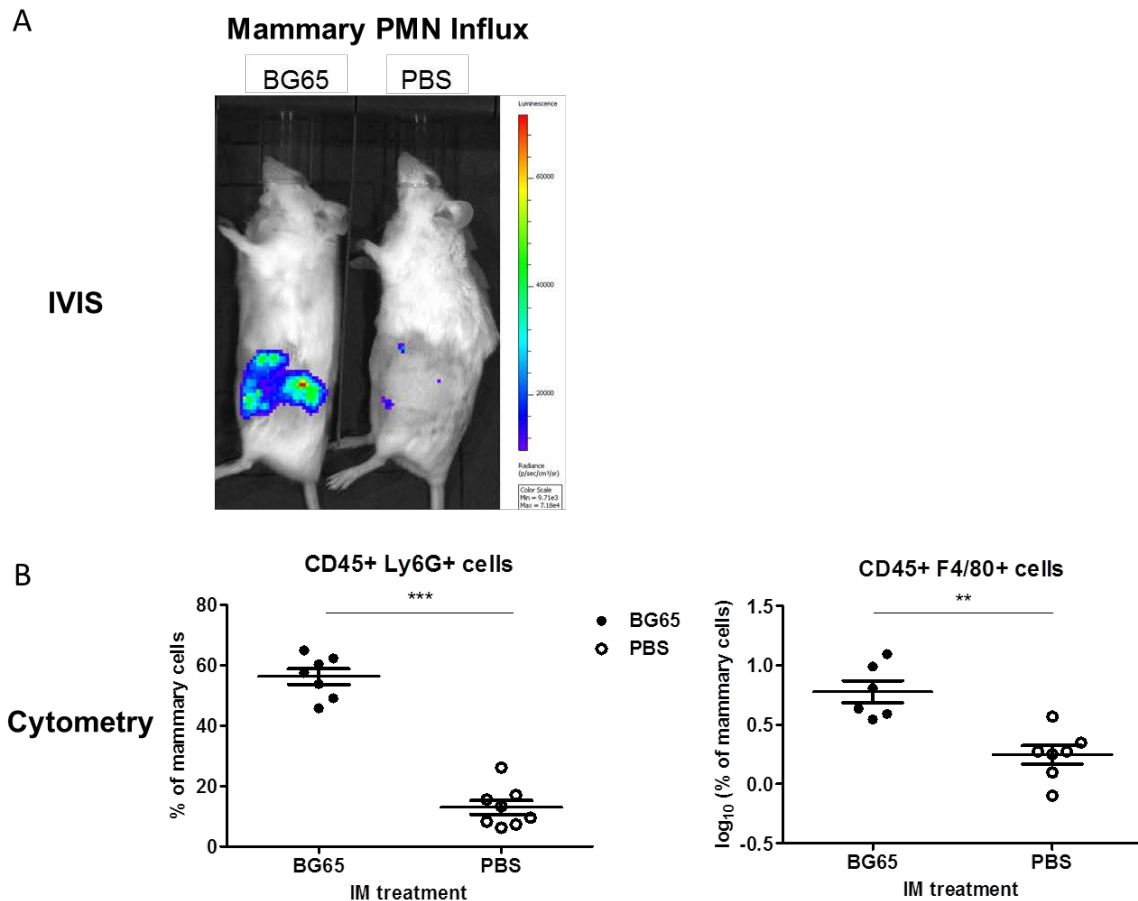 A
Mammary PMN Influx
BG65
PBS
IVIS
Luminescence
60000
40000
20000
Radiance
(p/sec/cm²/sr)
Color Scale
Min = 9.71e3
Max = 7.18e4
B
Cytometry
CD45+ Ly6G+ cells
***
% of mammary cells
80
60
40
20
0
BG65
PBS
IM treatment
BG65
PBS
CD45+ F4/80+ cells
**
log₁₀ (% of mammary cells)
1.5
1.0
0.5
0.0
-0.5
BG65
PBS
IM treatment